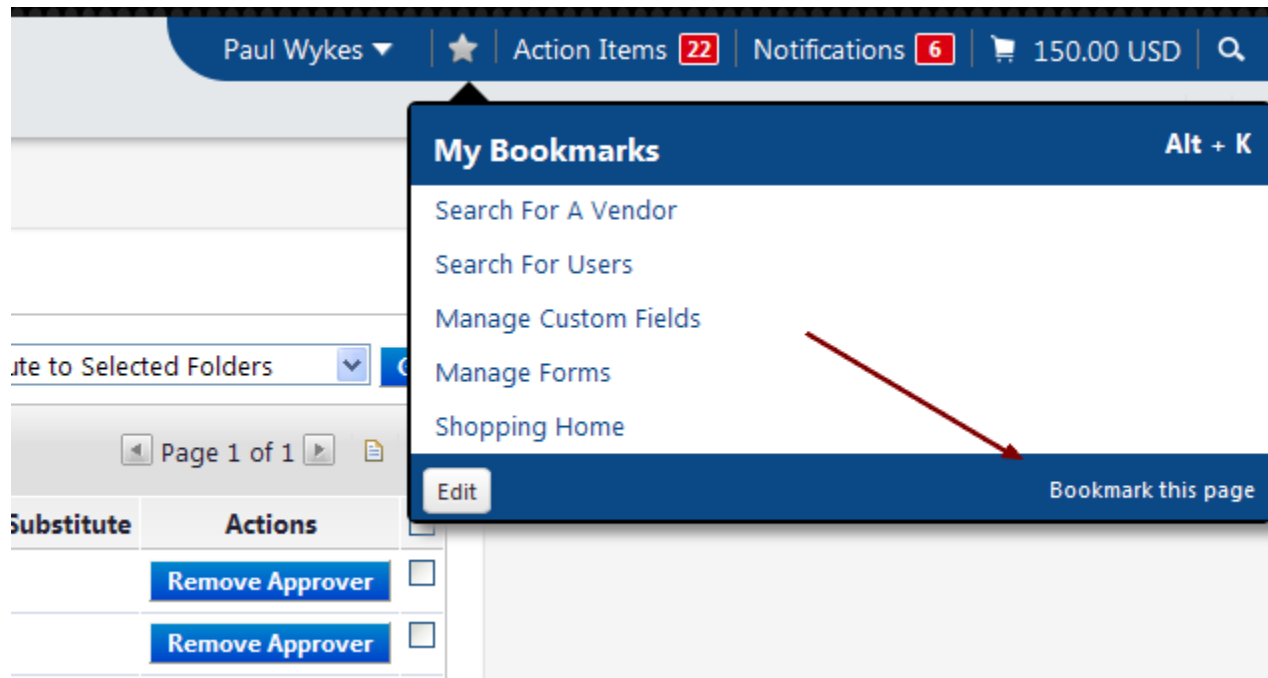 Paul Wykes Action Items 22 Notifications 6 150.00 USD
My Bookmarks Alt + K
Search For A Vendor
Search For Users
Manage Custom Fields
Manage Forms
Shopping Home
Edit Bookmark this page
to Selected Folders
Page 1 of 1
Substitute Actions
Remove Approver
Remove Approver